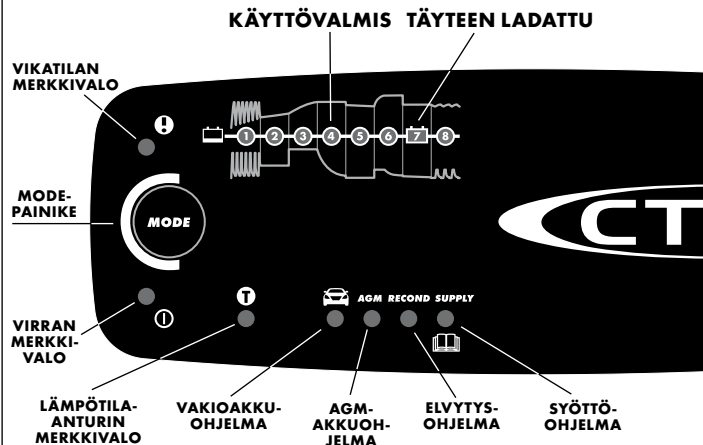 KÄYTTÖVALMIS TÄYTEEN LADATTU
VIKATILAN
MERKKIVALO
1 2 3 4 5 6 7 8
MODE-
PAINIKE
MODE
CT
T
AGM RECOND SUPPLY
VIRRAN
MERKKI-
VALO
LÄMPÖTILA-
ANTURIN
MERKKIVALO
VAKIOAKKU-
OHJELMA
AGM-
AKKUOH-
JELMA
ELVYTYS-
OHJELMA
SYÖTTÖ-
OHJELMA